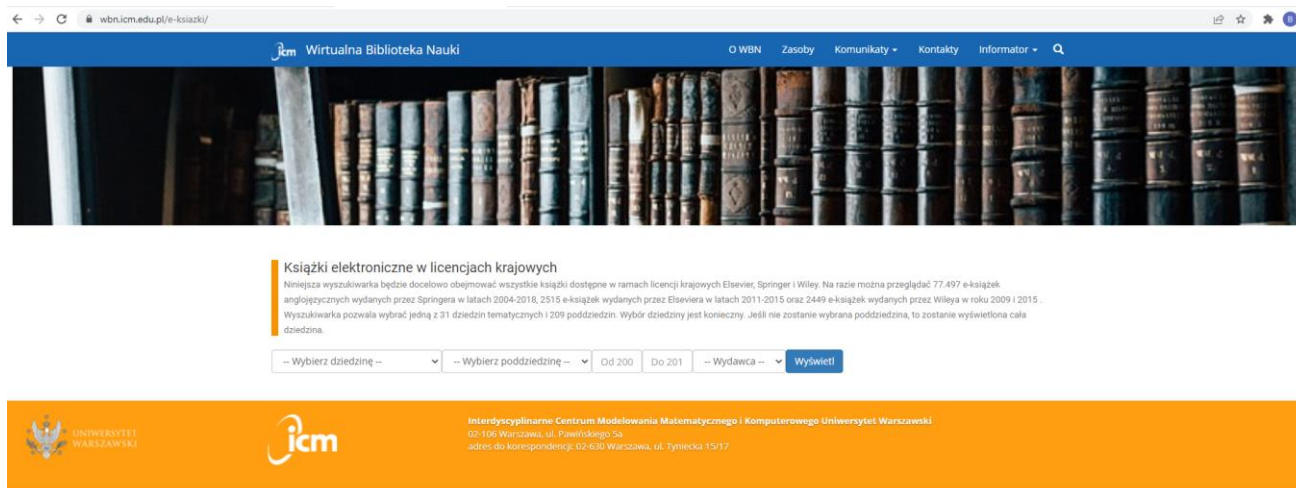 wbn.icm.edu.pl/e-ksiazki/
B
icm Wirtualna Biblioteka Nauki O WBN Zasoby Komunikaty Kontakty Informator
Książki elektroniczne w licencjach krajowych
Niniejsza wyszukiwarka będzie docelowo obejmować wszystkie książki dostępne w ramach licencji krajowych Elsevier, Springer i Wiley. Na razie można przeglądać 77.497 e-książek
anglojęzycznych wydanych przez Springera w latach 2004-2018, 2515 e-książek wydanych przez Elseviera w latach 2011-2015 oraz 2449 e-książek wydanych przez Wileya w roku 2009 i 2015 .
Wyszukiwarka pozwala wybrać jedną z 31 dziedzin tematycznych i 209 poddziedzin. Wybór dziedziny jest konieczny. Jeśli nie zostanie wybrana poddziedzina, to zostanie wyświetlona cała
dziedzina.
-- Wybierz dziedzinę -- -- Wybierz poddziedzinę -- Od 200 Do 201 -- Wydawca -- Wyświetl
UNIWERSYTET
WARSZAWSKI
icm
Interdyscyplinarne Centrum Modelowania Matematycznego i Komputerowego Uniwersytet Warszawski
02-106 Warszawa, ul. Pawińskiego 5a
adres do korespondencji: 02-630 Warszawa, ul. Tyniecka 15/17